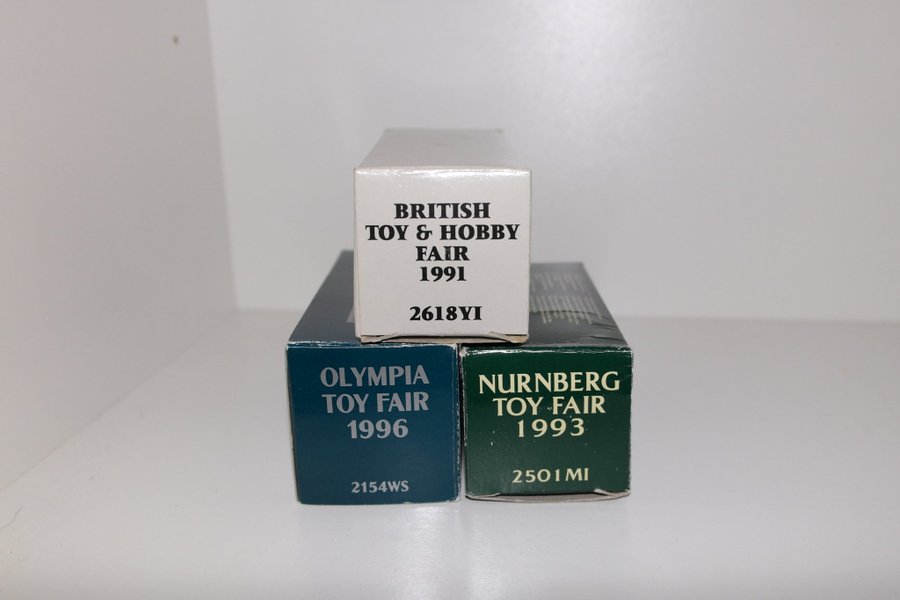 BRITISH
TOY & HOBBY
FAIR
1991
2618YI
OLYMPIA
TOY FAIR
1996
2154WS
NURNBERG
TOY FAIR
1993
2501MI